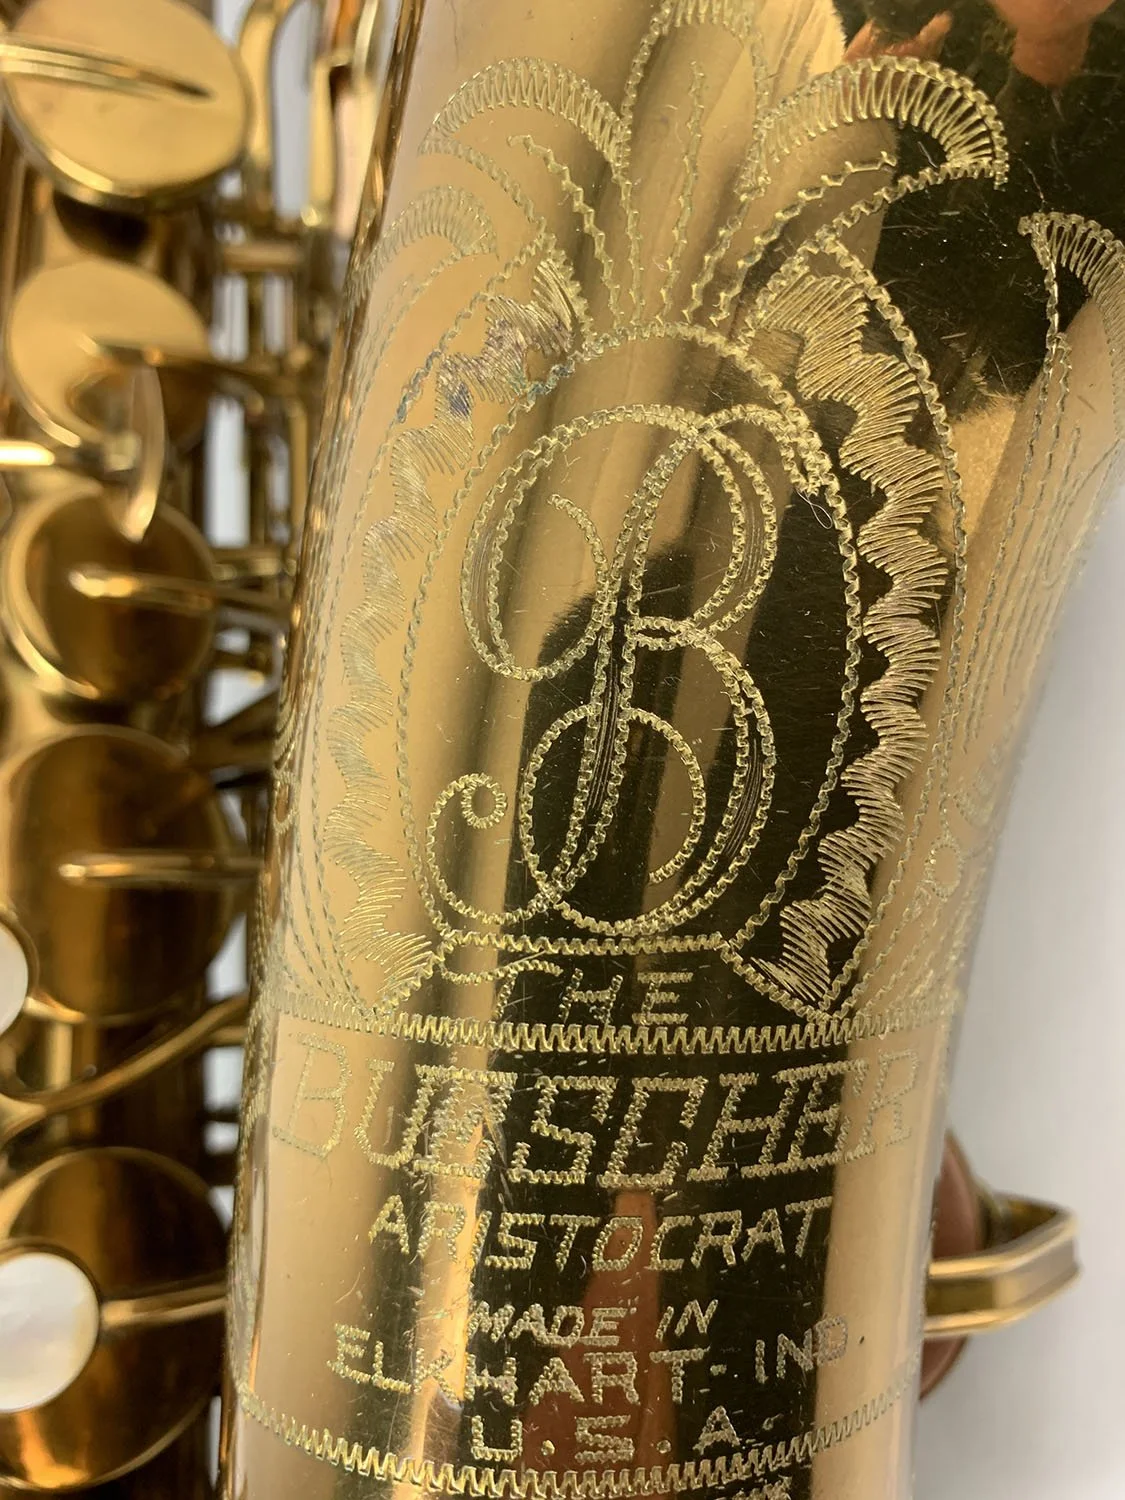 B
THE
BUESCHER
ARISTOCRAT
MADE IN
ELKHART-IND.
U.S.A.